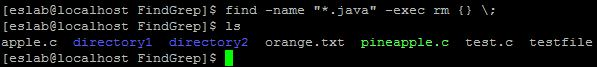 [eslab@localhost FindGrep]$ find -name "*.java" -exec rm {} \;
[eslab@localhost FindGrep]$ ls
apple.c directory1 directory2 orange.txt pineapple.c test.c testfile
[eslab@localhost FindGrep]$